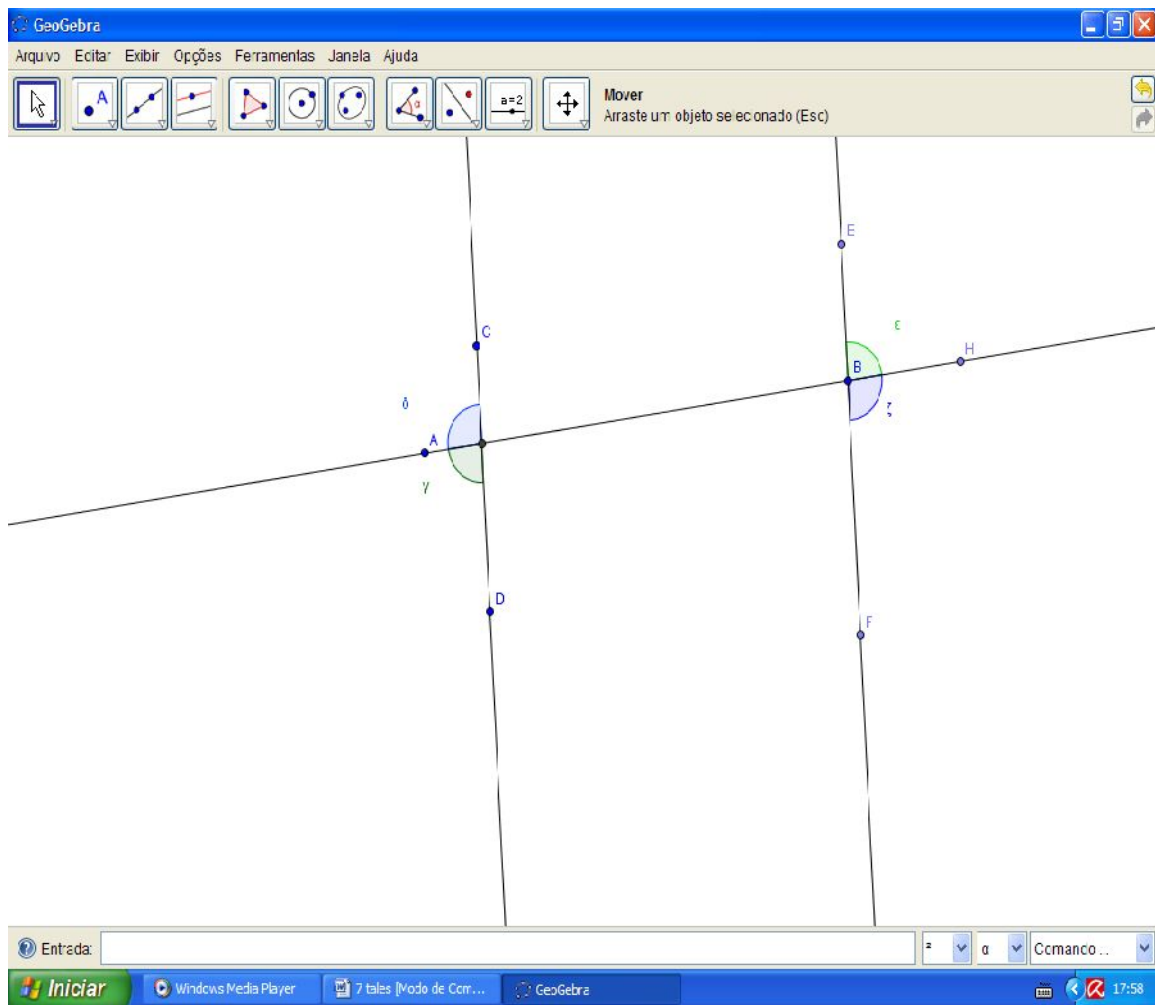 GeoGebra
Arquivo Editar Exibir Opções Ferramentas Janela Ajuda
A
α
a=2
Mover
Arraste um objeto selecionado (Esc)
E
ε
H
C
B
δ
ζ
A
γ
D
F
Entrada:
² α Comando ...
Iniciar Windows Media Player 7 tales [Modo de Com... GeoGebra 17:58